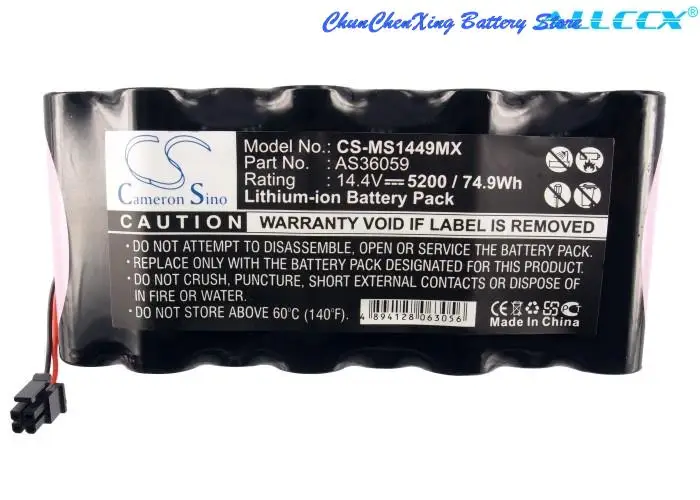 ChunChenXing Battery Store
ALLCCX®
CS
Cameron Sino
Model No.: CS-MS1449MX
Part No. : AS36059
Rating : 14.4V 5200 / 74.9Wh
Lithium-ion Battery Pack
CAUTION WARRANTY VOID IF LABEL IS REMOVED
• DO NOT ATTEMPT TO DISASSEMBLE, OPEN OR SERVICE THE BATTERY PACK.
• REPLACE ONLY WITH THE BATTERY PACK DESIGNATED FOR THIS PRODUCT.
• DO NOT CRUSH, PUNCTURE, SHORT EXTERNAL CONTACTS OR DISPOSE OF
IN FIRE OR WATER.
• DO NOT STORE ABOVE 60°C (140°F).
4 894128 063056
CE
Made In China